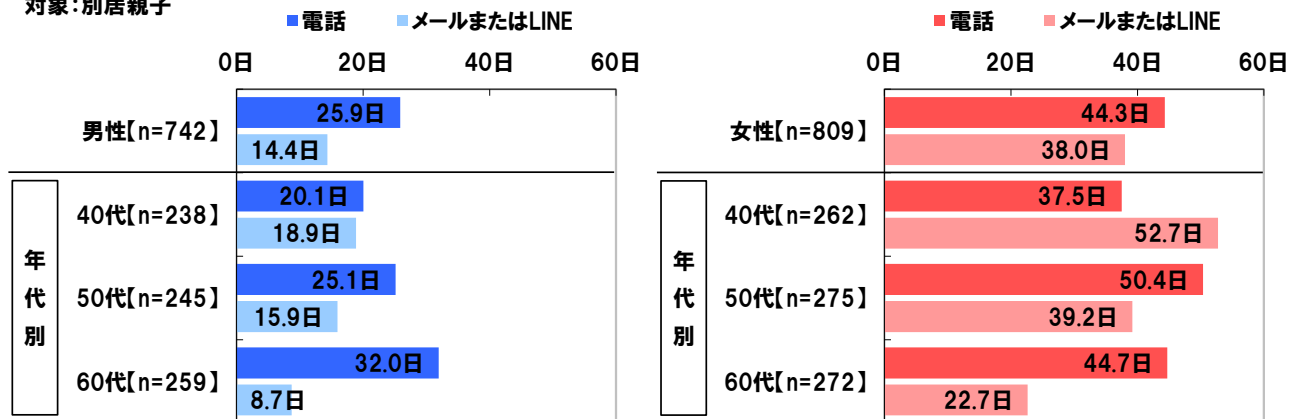 対象：別居親子
■電話 ■メールまたはLINE
0日 20日 40日 60日
男性【n=742】
25.9日
14.4日
年代別
40代【n=238】
20.1日
18.9日
50代【n=245】
25.1日
15.9日
60代【n=259】
32.0日
8.7日
■電話 ■メールまたはLINE
0日 20日 40日 60日
女性【n=809】
44.3日
38.0日
年代別
40代【n=262】
37.5日
52.7日
50代【n=275】
50.4日
39.2日
60代【n=272】
44.7日
22.7日